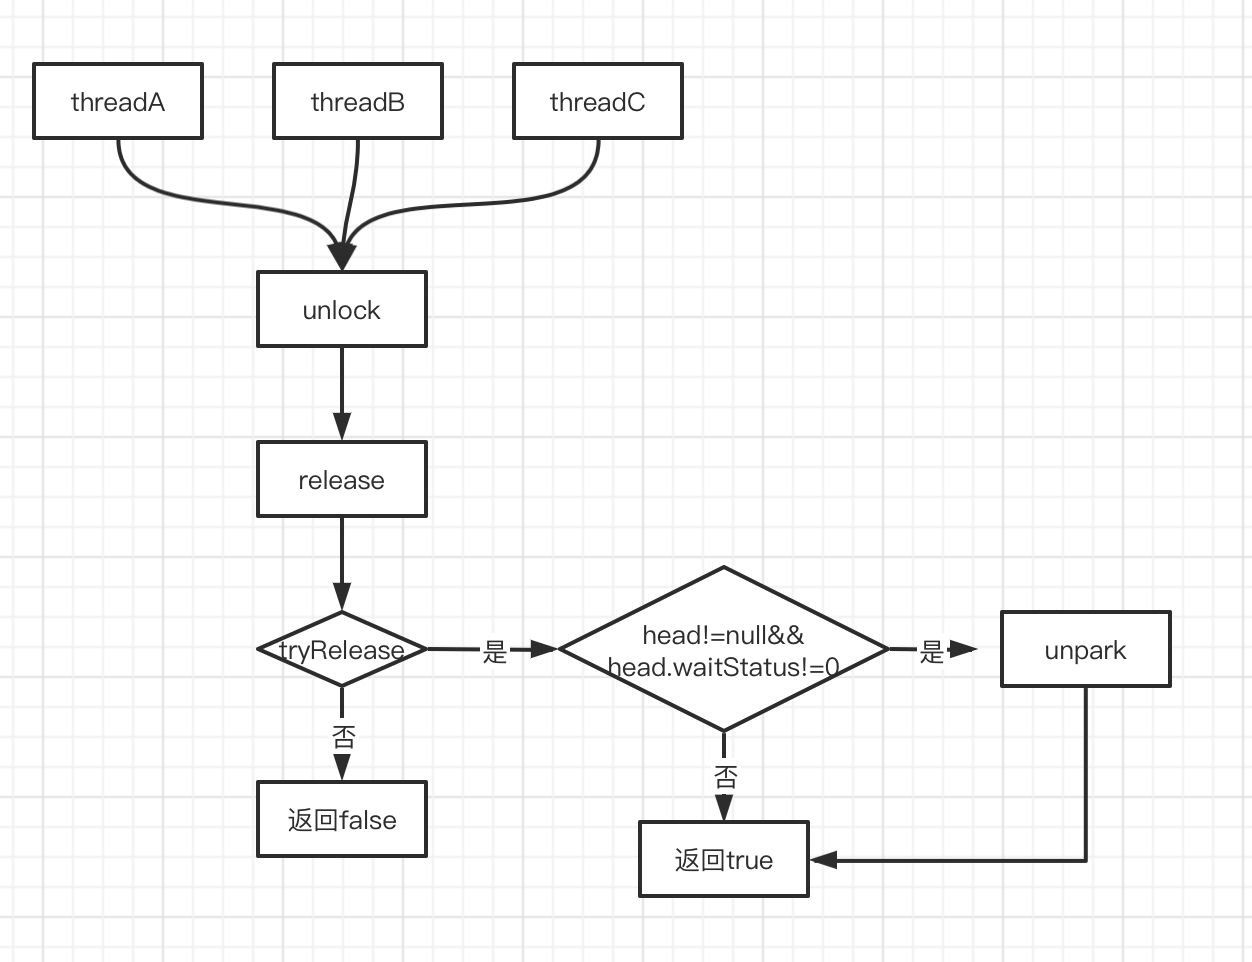 threadA
threadB
threadC
unlock
release
tryRelease
是
head!=null&&
head.waitStatus!=0
是
unpark
否
返回false
否
返回true